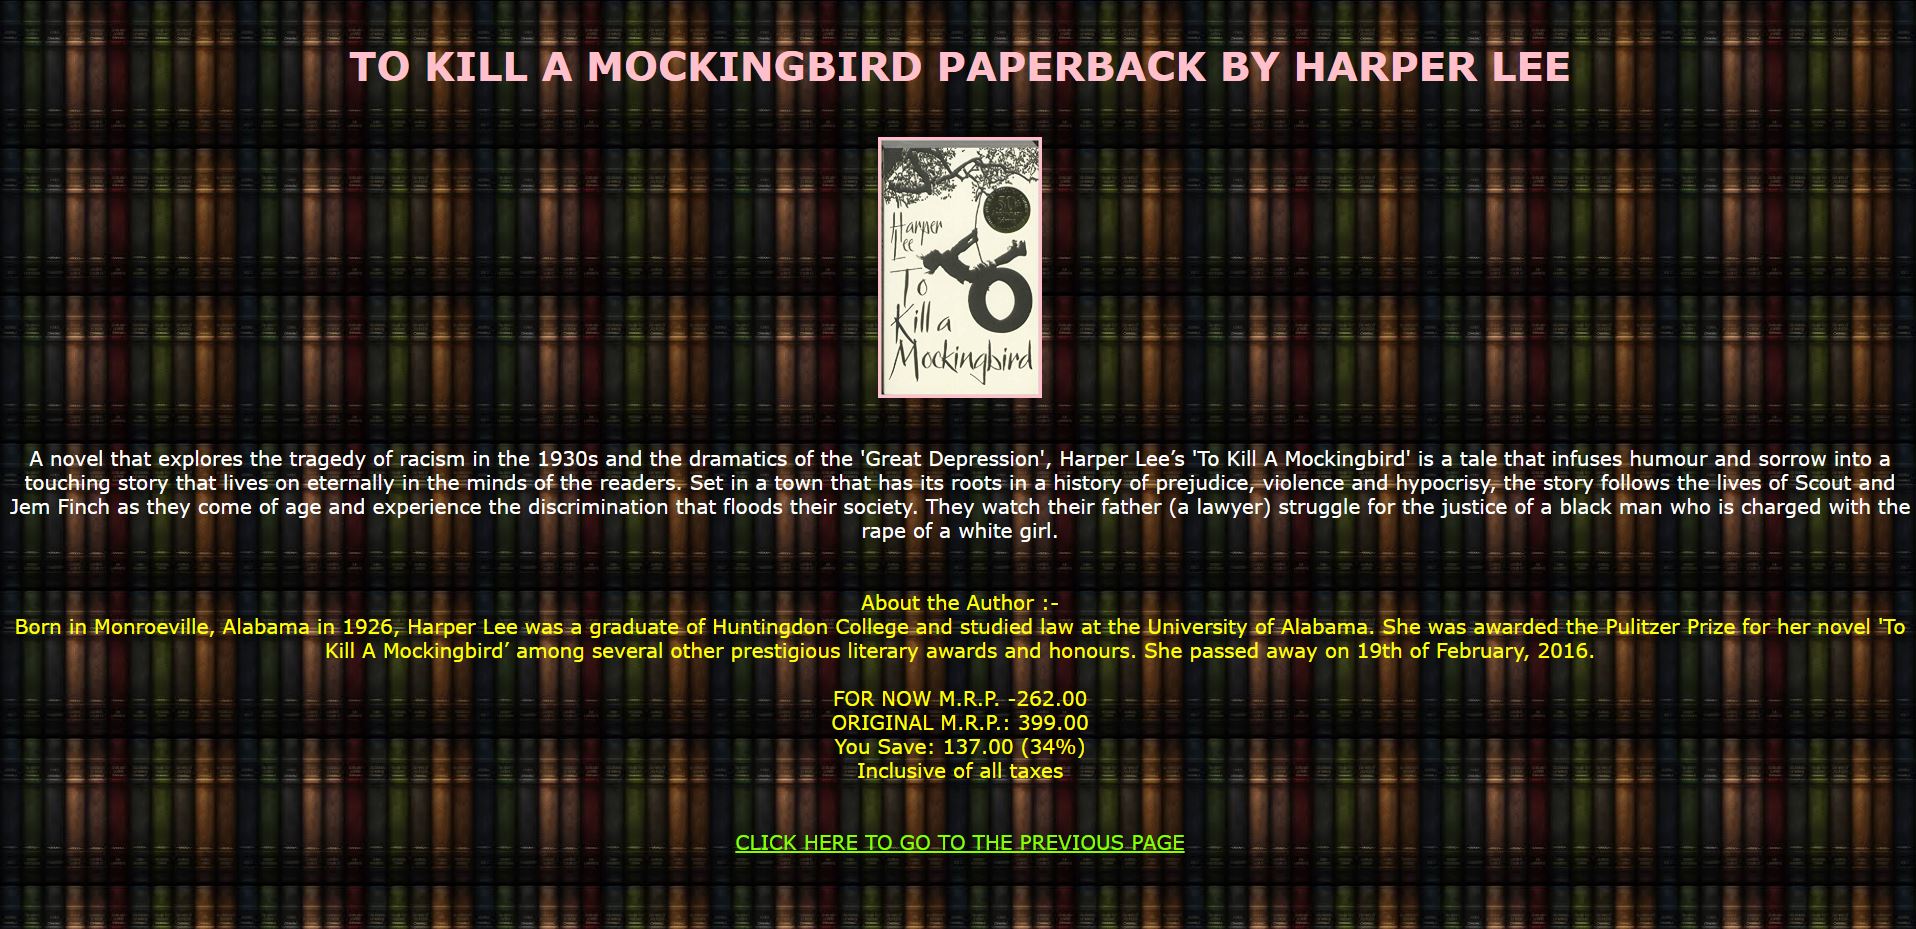 TO KILL A MOCKINGBIRD PAPERBACK BY HARPER LEE
Harper
Lee
To
Kill a
Mockingbird
A novel that explores the tragedy of racism in the 1930s and the dramatics of the 'Great Depression', Harper Lee’s 'To Kill A Mockingbird' is a tale that infuses humour and sorrow into a
touching story that lives on eternally in the minds of the readers. Set in a town that has its roots in a history of prejudice, violence and hypocrisy, the story follows the lives of Scout and
Jem Finch as they come of age and experience the discrimination that floods their society. They watch their father (a lawyer) struggle for the justice of a black man who is charged with the
rape of a white girl.
About the Author :-
Born in Monroeville, Alabama in 1926, Harper Lee was a graduate of Huntingdon College and studied law at the University of Alabama. She was awarded the Pulitzer Prize for her novel 'To
Kill A Mockingbird’ among several other prestigious literary awards and honours. She passed away on 19th of February, 2016.
FOR NOW M.R.P. -262.00
ORIGINAL M.R.P.: 399.00
You Save: 137.00 (34%)
Inclusive of all taxes
CLICK HERE TO GO TO THE PREVIOUS PAGE